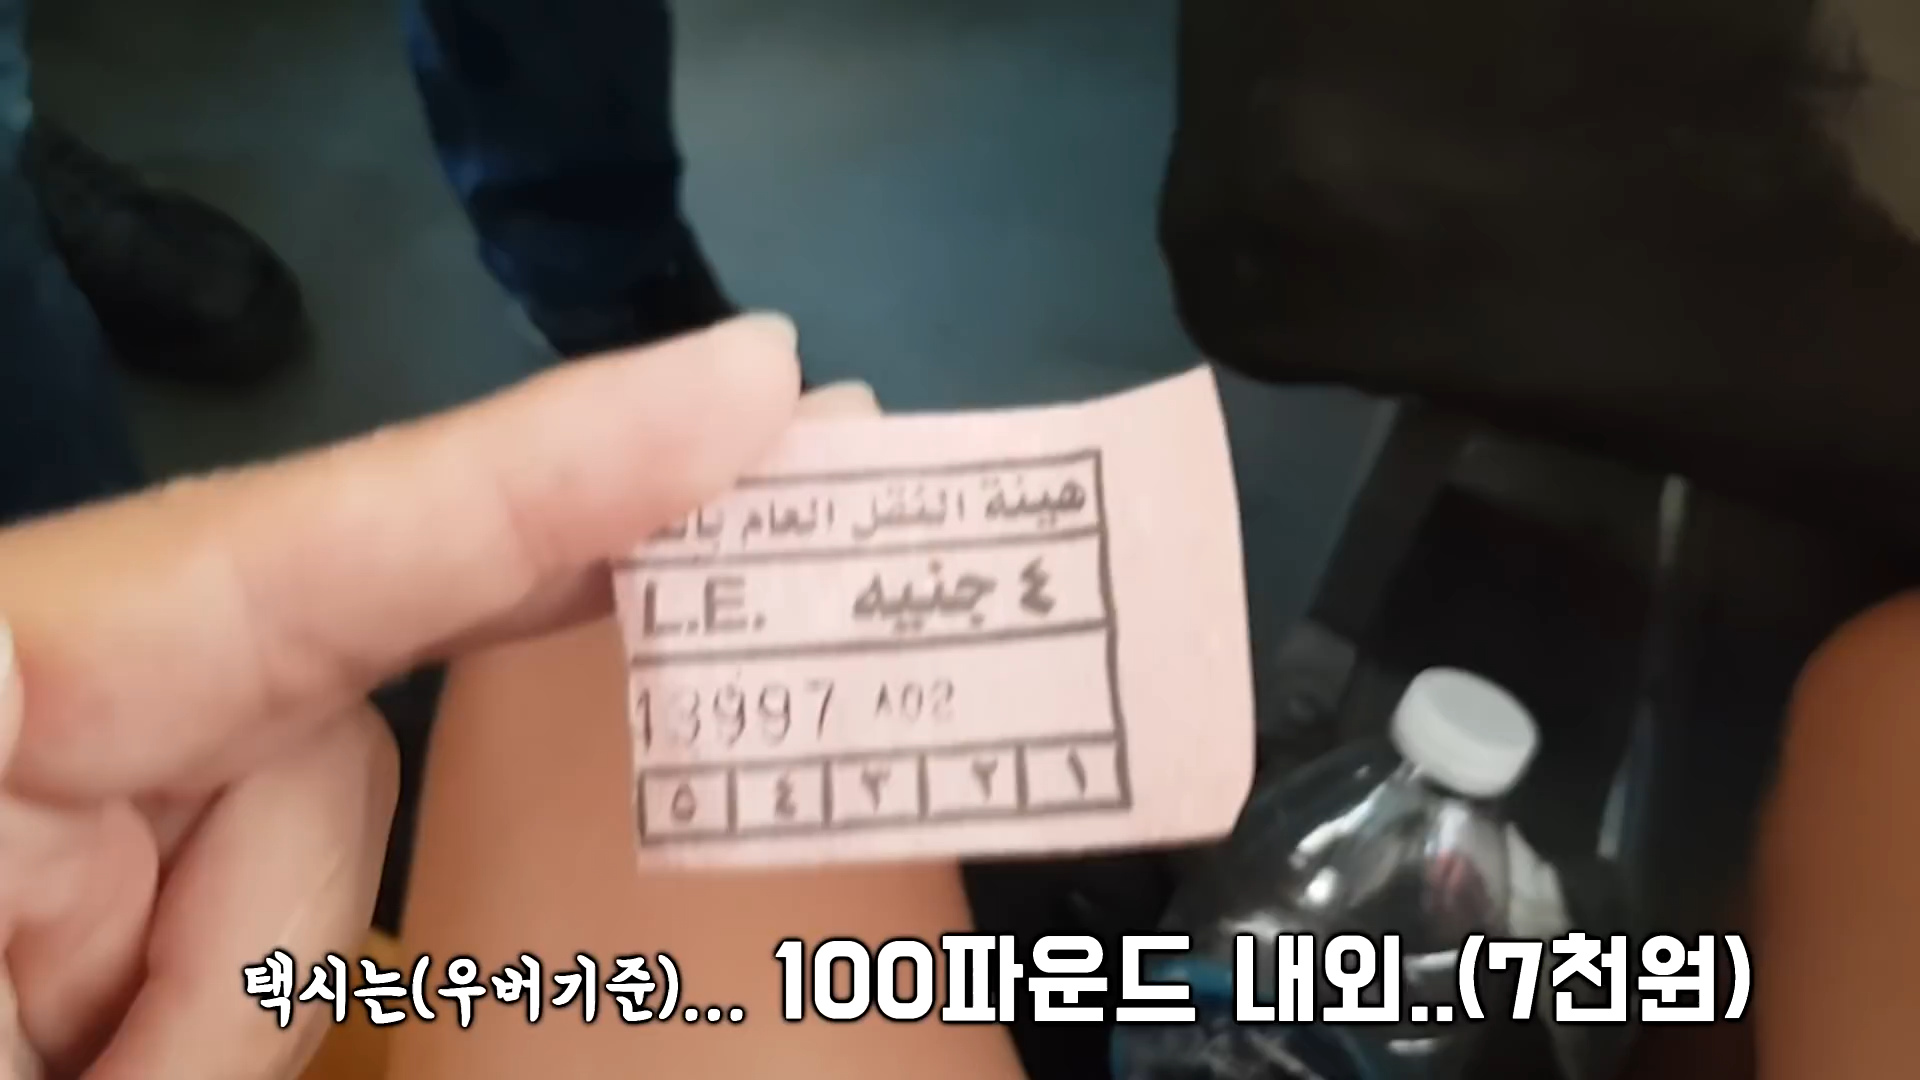 هيئة النقل العام
L.E. ٤ جنيه
13997 A02
٥ ٤ ٣ ٢ ١
택시는(우버기준)... 100파운드 내외..(7천원)